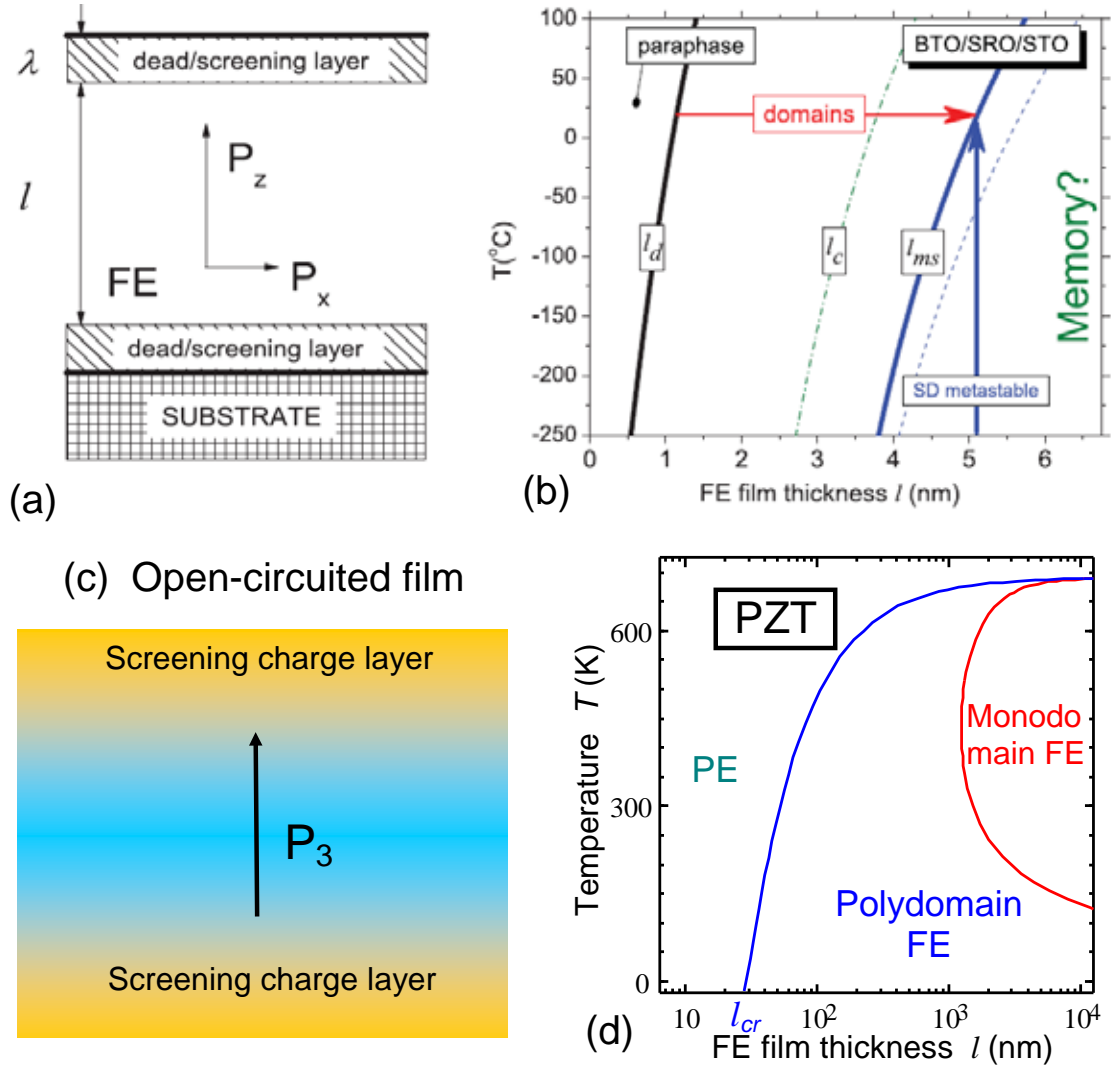 λ
dead/screening layer
P_z
l
FE
P_x
dead/screening layer
SUBSTRATE
(a)
100
50
0
-50
-100
-150
-200
-250
T(°C)
paraphase
BTO/SRO/STO
domains
l_d
l_c
l_ms
Memory?
SD metastable
0 1 2 3 4 5 6
(b)
FE film thickness l (nm)
(c) Open-circuited film
Screening charge layer
P_3
Screening charge layer
600
300
0
Temperature T (K)
PZT
PE
Monodo
main FE
Polydomain
FE
10 l_cr 10^2 10^3 10^4
(d)
FE film thickness l (nm)